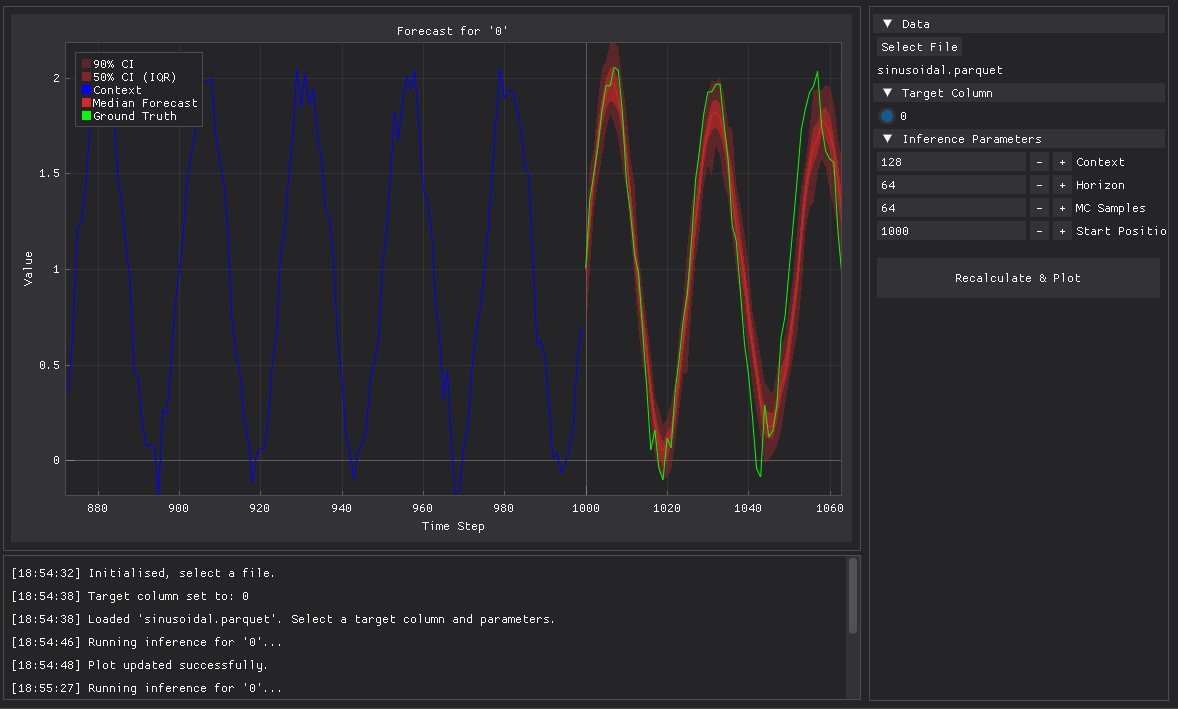 Forecast for '0'
90% CI
50% CI (IQR)
Context
Median Forecast
Ground Truth
2
1.5
1
0.5
0
Value
880 900 920 940 960 980 1000 1020 1040 1060
Time Step
▼ Data
Select File
sinusoidal.parquet
▼ Target Column
0
▼ Inference Parameters
128 - + Context
64 - + Horizon
64 - + MC Samples
1000 - + Start Positio
Recalculate & Plot
[18:54:32] Initialised, select a file.
[18:54:38] Target column set to: 0
[18:54:38] Loaded 'sinusoidal.parquet'. Select a target column and parameters.
[18:54:46] Running inference for '0'...
[18:54:48] Plot updated successfully.
[18:55:27] Running inference for '0'...